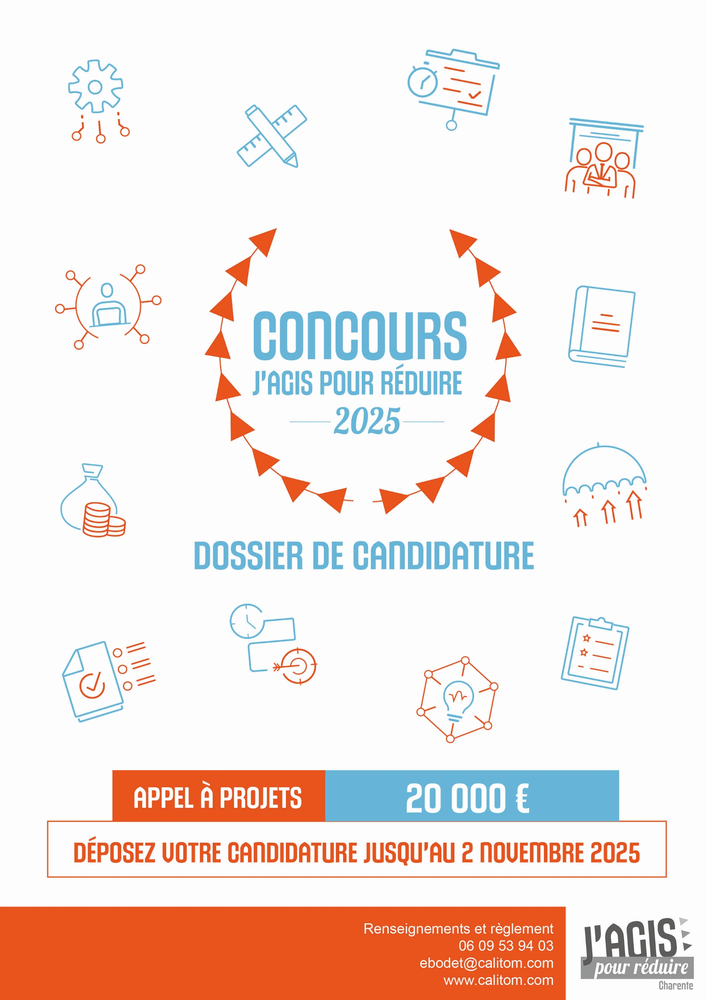 CONCOURS
J'AGIS POUR RÉDUIRE
2025
DOSSIER DE CANDIDATURE
APPEL À PROJETS
20 000 €
DÉPOSEZ VOTRE CANDIDATURE JUSQU'AU 2 NOVEMBRE 2025
Renseignements et règlement
06 09 53 94 03
ebodet@calitom.com
www.calitom.com
J'AGIS
pour réduire
Charente